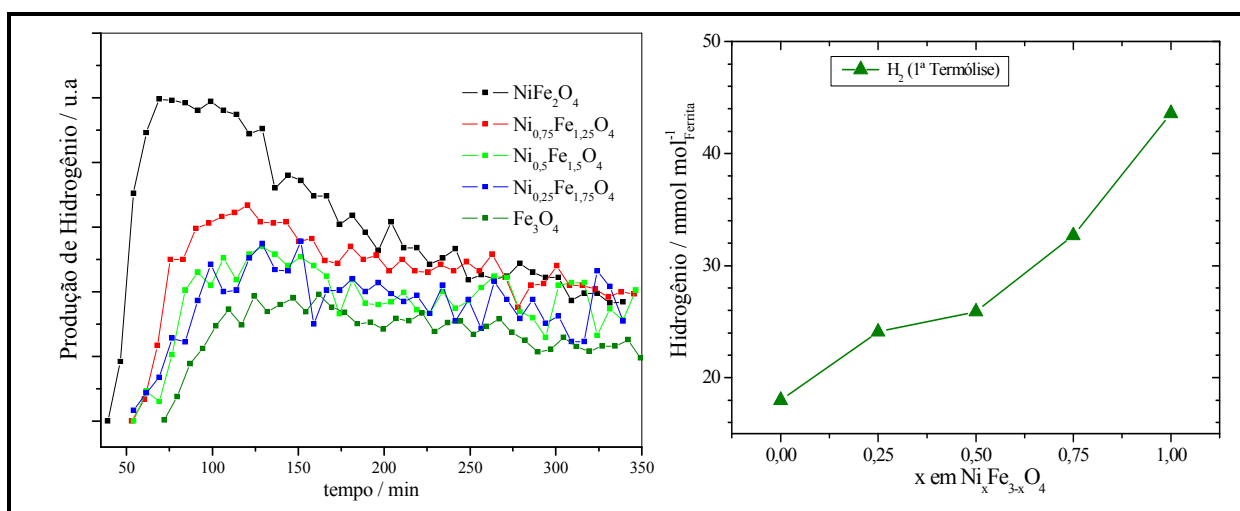 Produção de Hidrogênio / u.a
NiFe₂O₄
Ni₀,₇₅Fe₁,₂₅O₄
Ni₀,₅Fe₁,₅O₄
Ni₀,₂₅Fe₁,₇₅O₄
Fe₃O₄
50 100 150 200 250 300 350
tempo / min
Hidrogênio / mmol mol⁻¹ Ferrita
50
40
30
20
H₂ (1ª Termólise)
0,00 0,25 0,50 0,75 1,00
x em NiₓFe₃₋ₓO₄